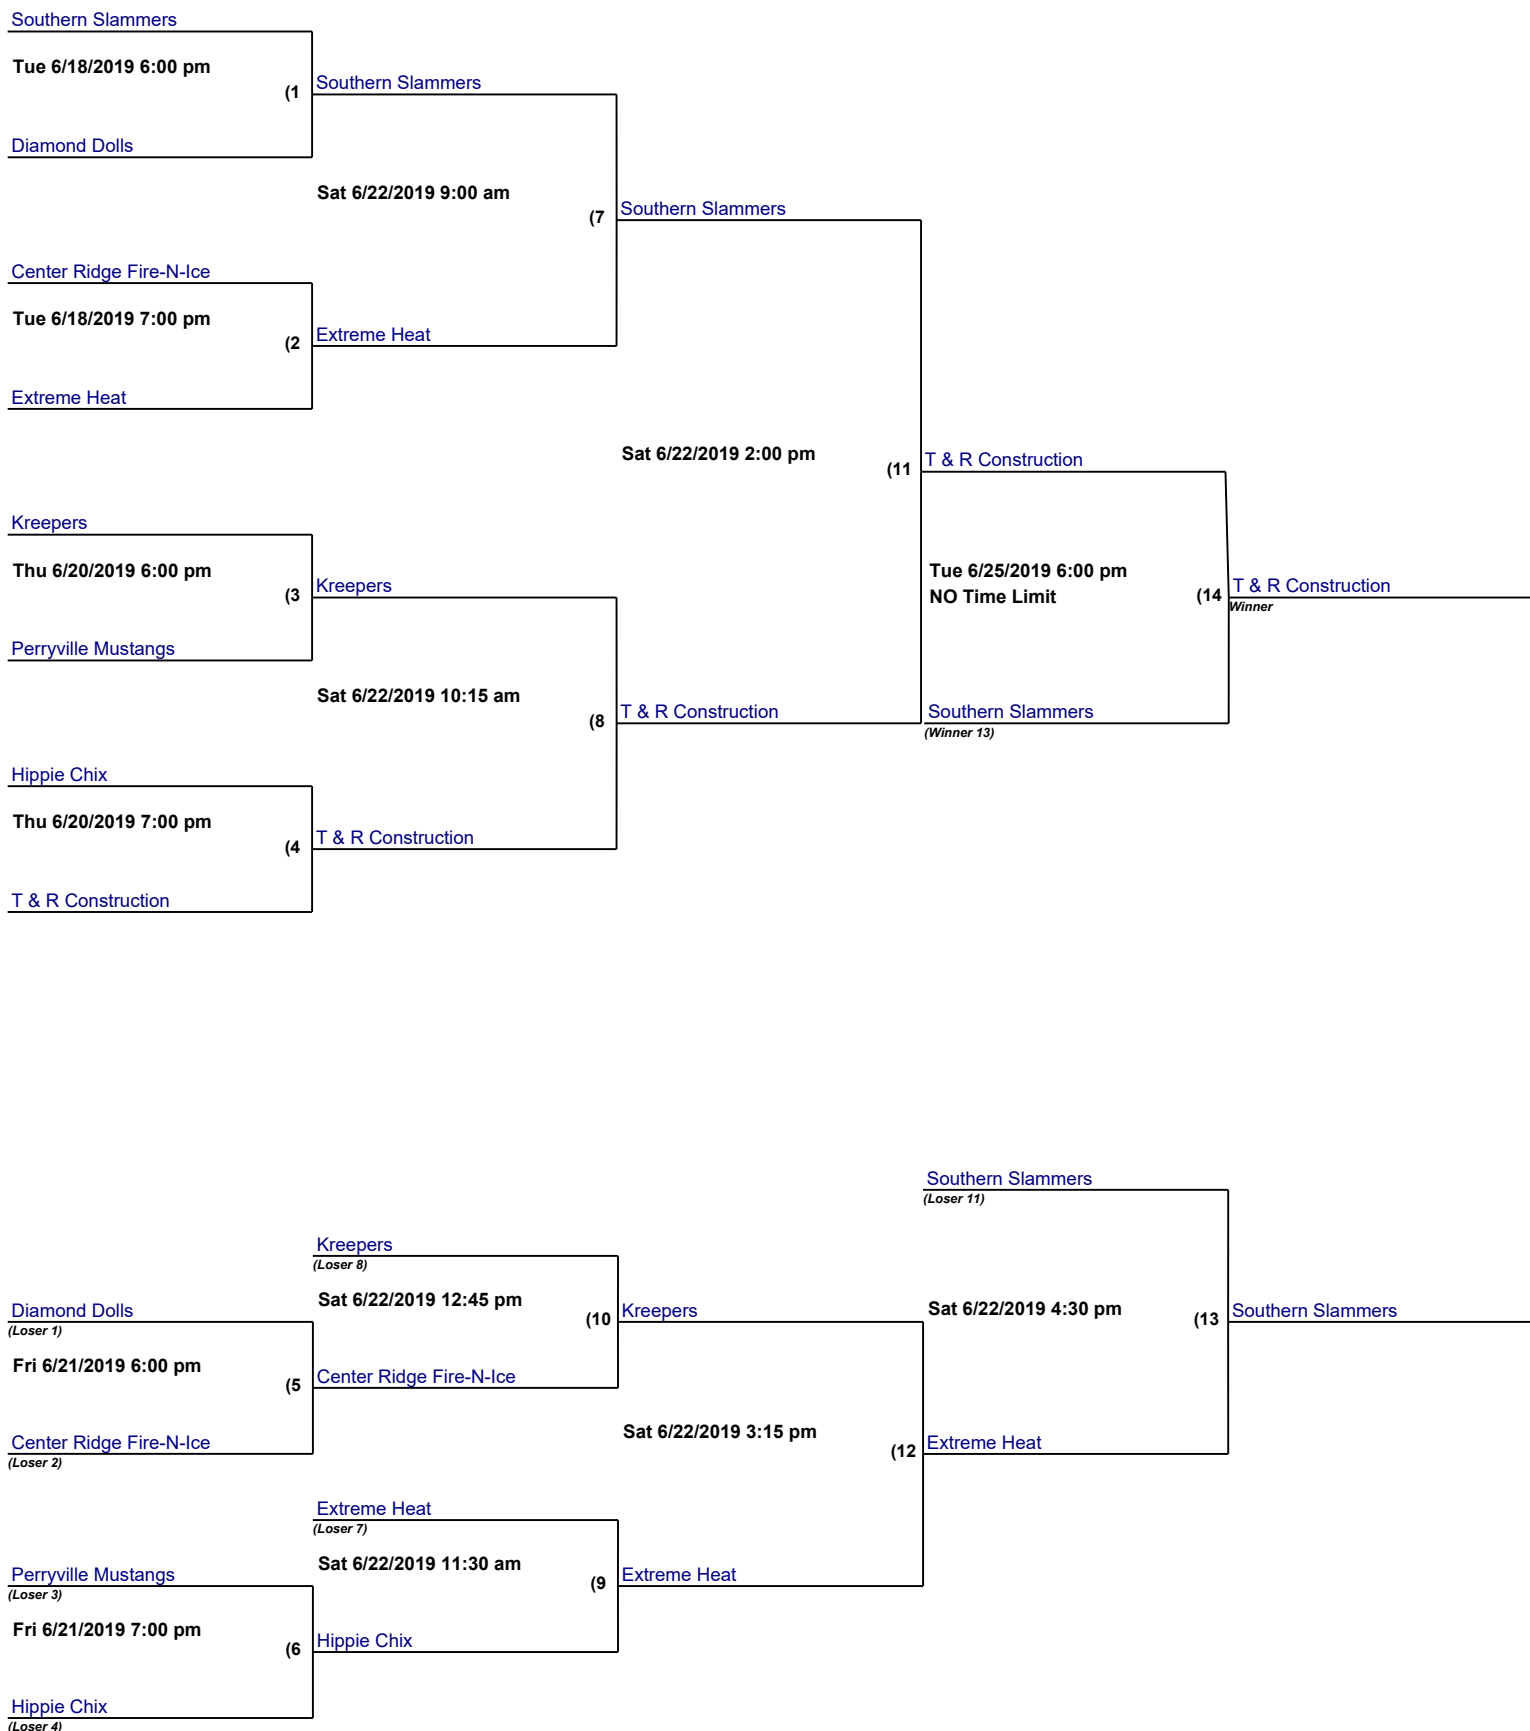 Southern Slammers
Tue 6/18/2019 6:00 pm
Southern Slammers
(1
Diamond Dolls
Sat 6/22/2019 9:00 am
Southern Slammers
(7
Center Ridge Fire-N-Ice
Tue 6/18/2019 7:00 pm
Extreme Heat
(2
Extreme Heat
Sat 6/22/2019 2:00 pm
T & R Construction
(11
Kreepers
Thu 6/20/2019 6:00 pm
Kreepers
(3
Tue 6/25/2019 6:00 pm
NO Time Limit
T & R Construction
(14
Winner
Perryville Mustangs
Sat 6/22/2019 10:15 am
T & R Construction
(8
Southern Slammers
(Winner 13)
Hippie Chix
Thu 6/20/2019 7:00 pm
T & R Construction
(4
T & R Construction
Southern Slammers
(Loser 11)
Kreepers
(Loser 8)
Sat 6/22/2019 12:45 pm
Diamond Dolls
(Loser 1)
Kreepers
(10
Sat 6/22/2019 4:30 pm
Southern Slammers
(13
Fri 6/21/2019 6:00 pm
Center Ridge Fire-N-Ice
(5
Center Ridge Fire-N-Ice
(Loser 2)
Sat 6/22/2019 3:15 pm
Extreme Heat
(12
Extreme Heat
(Loser 7)
Sat 6/22/2019 11:30 am
Perryville Mustangs
(Loser 3)
Extreme Heat
(9
Fri 6/21/2019 7:00 pm
Hippie Chix
(6
Hippie Chix
(Loser 4)